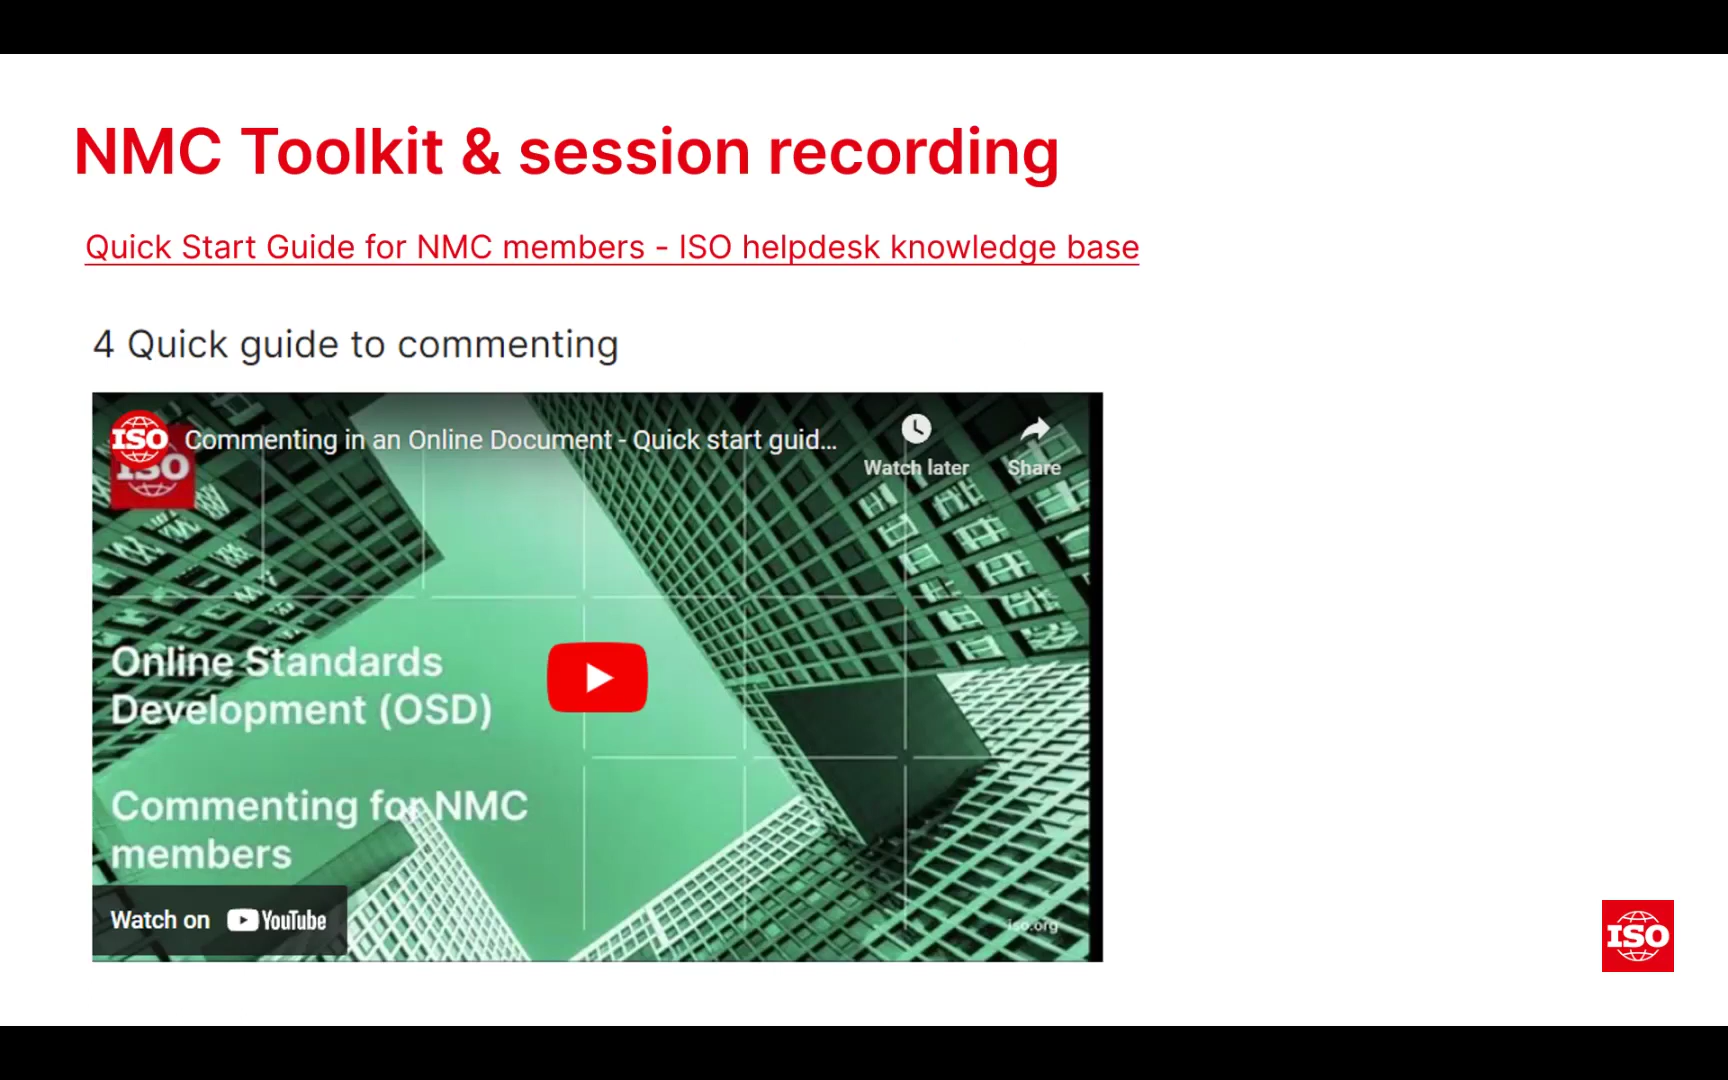 NMC Toolkit & session recording
Quick Start Guide for NMC members - ISO helpdesk knowledge base
4 Quick guide to commenting
ISO
Commenting in an Online Document - Quick start guid...
Watch later
Share
ISO
Online Standards
Development (OSD)
Commenting for NMC
members
Watch on YouTube
iso.org
ISO